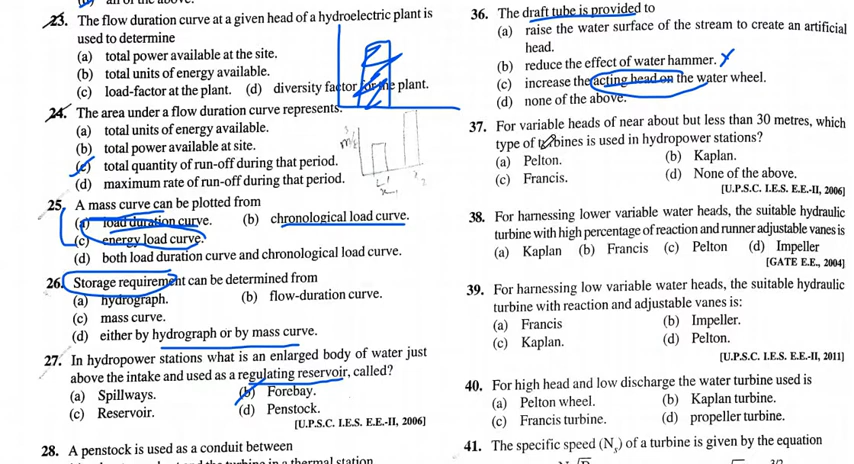 23. The flow duration curve at a given head of a hydroelectric plant is
used to determine
(a) total power available at the site.
(b) total units of energy available.
(c) load-factor at the plant. (d) diversity factor for the plant.
24. The area under a flow duration curve represents.
(a) total units of energy available.
(b) total power available at site.
(c) total quantity of run-off during that period.
(d) maximum rate of run-off during that period.
25. A mass curve can be plotted from
(a) load duration curve. (b) chronological load curve.
(c) energy load curve.
(d) both load duration curve and chronological load curve.
26. Storage requirement can be determined from
(a) hydrograph. (b) flow-duration curve.
(c) mass curve.
(d) either by hydrograph or by mass curve.
27. In hydropower stations what is an enlarged body of water just
above the intake and used as a regulating reservoir, called?
(a) Spillways. (b) Forebay.
(c) Reservoir. (d) Penstock.
[U.P.S.C. I.E.S. E.E.-II, 2006]
28. A penstock is used as a conduit between
turbine in a thermal station
36. The draft tube is provided to
(a) raise the water surface of the stream to create an artificial
head.
(b) reduce the effect of water hammer.
(c) increase the acting head on the water wheel.
(d) none of the above.
37. For variable heads of near about but less than 30 metres, which
type of turbines is used in hydropower stations?
(a) Pelton. (b) Kaplan.
(c) Francis. (d) None of the above.
[U.P.S.C. I.E.S. E.E.-II, 2006]
38. For harnessing lower variable water heads, the suitable hydraulic
turbine with high percentage of reaction and runner adjustable vanes is
(a) Kaplan (b) Francis (c) Pelton (d) Impeller
[GATE E.E., 2004]
39. For harnessing low variable water heads, the suitable hydraulic
turbine with reaction and adjustable vanes is:
(a) Francis (b) Impeller.
(c) Kaplan. (d) Pelton.
[U.P.S.C. I.E.S. E.E.-II, 2011]
40. For high head and low discharge the water turbine used is
(a) Pelton wheel. (b) Kaplan turbine.
(c) Francis turbine. (d) propeller turbine.
41. The specific speed (Ns) of a turbine is given by the equation